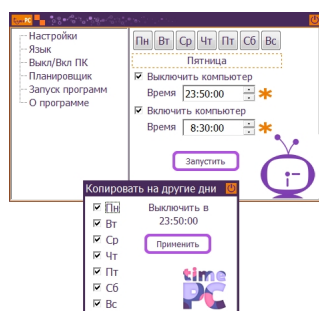 Настройки
Язык
Выкл/Вкл ПК
Планировщик
Запуск программ
О программе
Пн Вт Ср Чт Пт Сб Вс
Пятница
Выключить компьютер
Время 23:50:00
Включить компьютер
Время 8:30:00
Запустить
Копировать на другие дни
Пн
Вт
Ср
Чт
Пт
Сб
Вс
Выключить в
23:50:00
Применить
time
PC